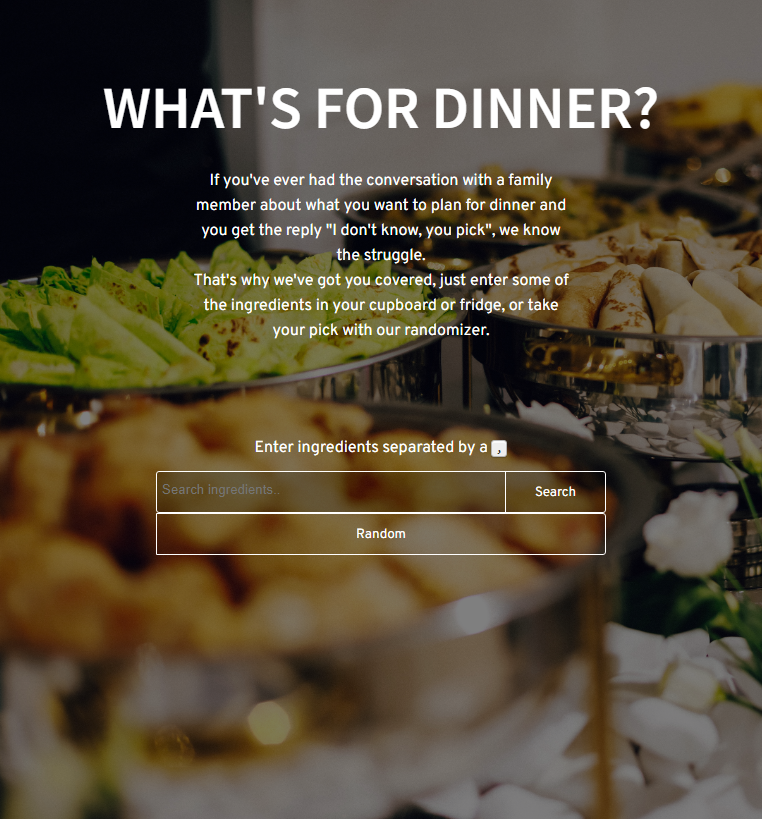 WHAT'S FOR DINNER?
If you've ever had the conversation with a family
member about what you want to plan for dinner and
you get the reply "I don't know, you pick", we know
the struggle.
That's why we've got you covered, just enter some of
the ingredients in your cupboard or fridge, or take
your pick with our randomizer.
Enter ingredients separated by a ,
Search ingredients..
Search
Random